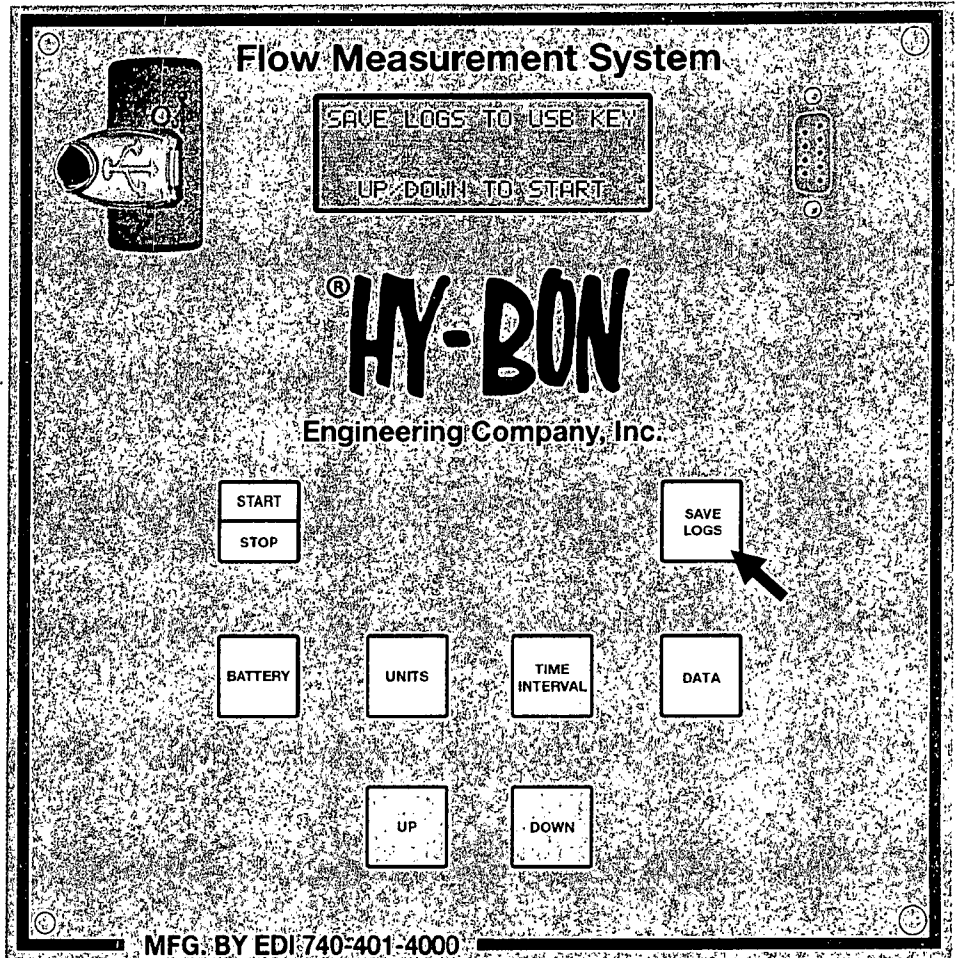 Flow Measurement System
SAVE LOGS TO USB KEY
UP/DOWN TO START
® HY-BON
Engineering Company, Inc.
START
STOP
SAVE
LOGS
BATTERY
UNITS
TIME
INTERVAL
DATA
UP
DOWN
MFG. BY EDI 740-401-4000